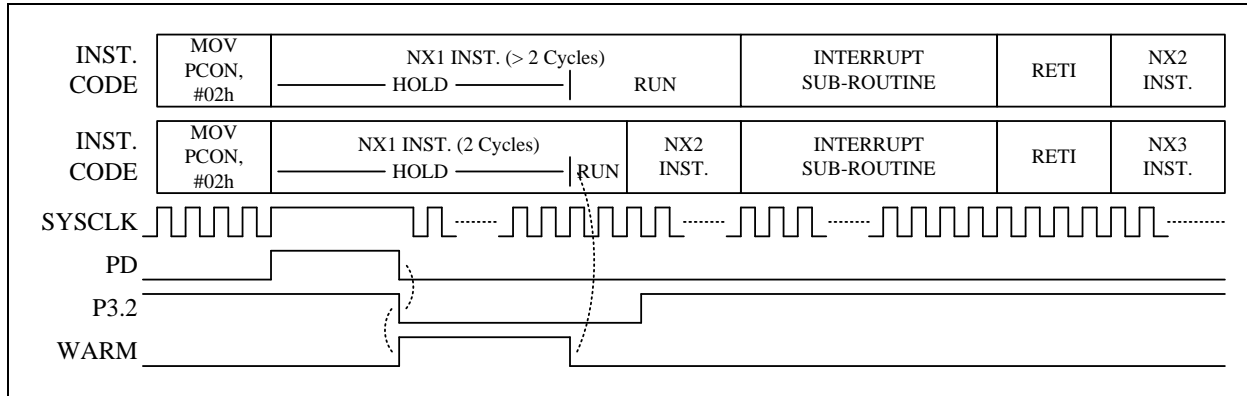 INST.
CODE
MOV
PCON,
#02h
NX1 INST. (> 2 Cycles)
HOLD
RUN
INTERRUPT
SUB-ROUTINE
RETI
NX2
INST.
INST.
CODE
MOV
PCON,
#02h
NX1 INST. (2 Cycles)
HOLD
RUN
NX2
INST.
INTERRUPT
SUB-ROUTINE
RETI
NX3
INST.
SYSCLK
PD
P3.2
WARM